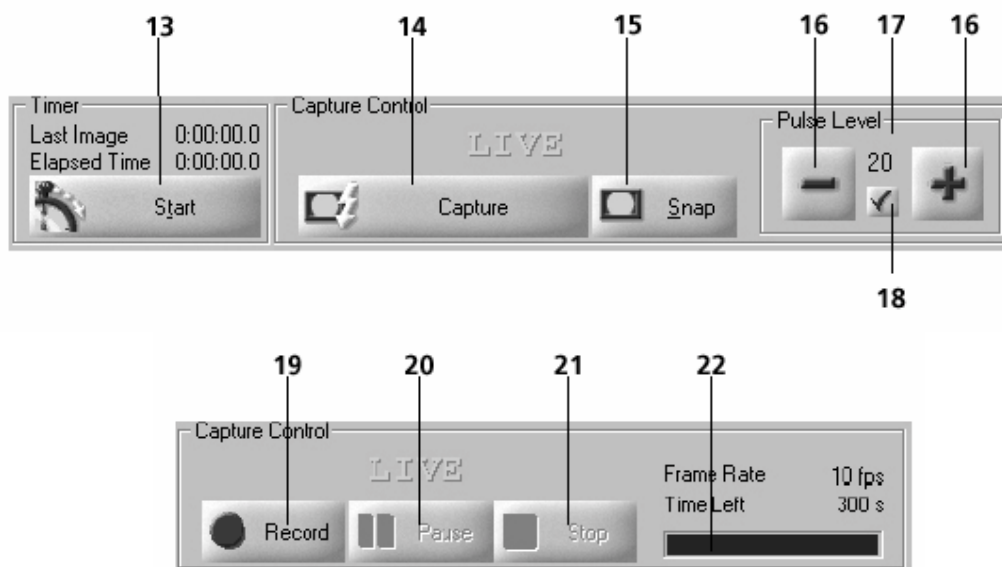 13 14 15 16 17 16
Timer
Last Image 0:00:00.0
Elapsed Time 0:00:00.0
Start
Capture Control
LIVE
Capture
Snap
Pulse Level
20
18
19 20 21 22
Capture Control
LIVE
Record
Pause
Stop
Frame Rate 10 fps
Time Left 300 s